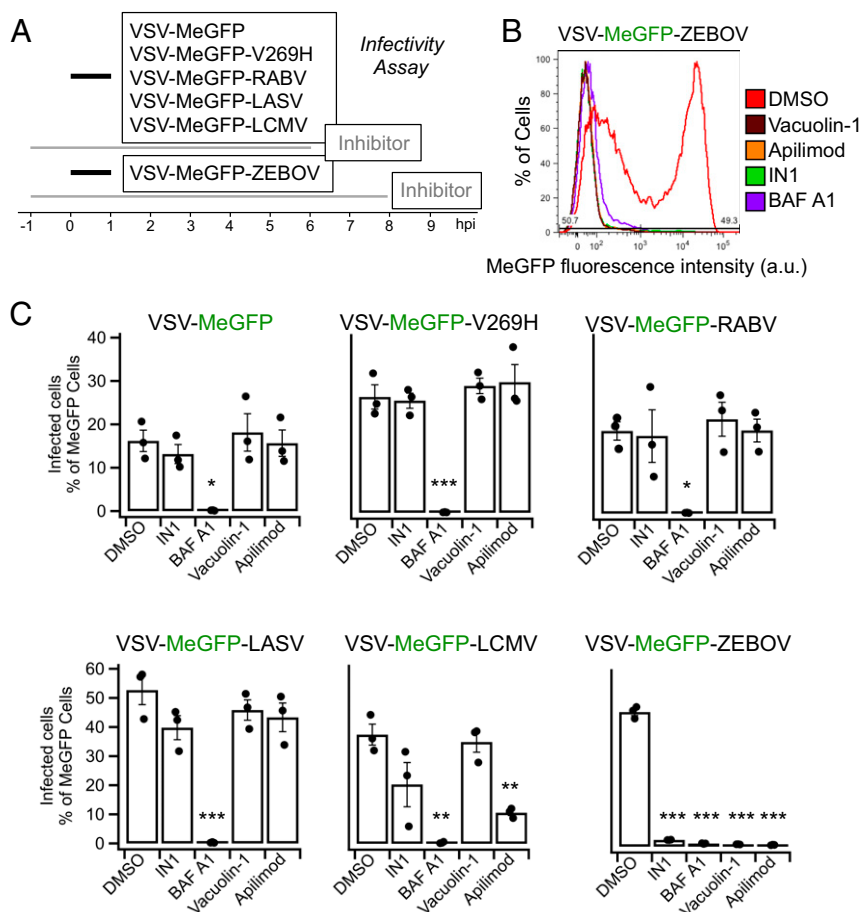 A
VSV-MeGFP
VSV-MeGFP-V269H
VSV-MeGFP-RABV
VSV-MeGFP-LASV
VSV-MeGFP-LCMV
Infectivity
Assay
Inhibitor
VSV-MeGFP-ZEBOV
Inhibitor
-1 0 1 2 3 4 5 6 7 8 9 hpi
B
VSV-MeGFP-ZEBOV
% of Cells
100
80
60
40
20
0
50.7
49.3
0 10² 10³ 10⁴ 10⁵
MeGFP fluorescence intensity (a.u.)
DMSO
Vacuolin-1
Apilimod
IN1
BAF A1
C
VSV-MeGFP
Infected cells
% of MeGFP Cells
40
30
20
10
0
*
DMSO
IN1
BAF A1
Vacuolin-1
Apilimod
VSV-MeGFP-V269H
***
DMSO
IN1
BAF A1
Vacuolin-1
Apilimod
VSV-MeGFP-RABV
*
DMSO
IN1
BAF A1
Vacuolin-1
Apilimod
VSV-MeGFP-LASV
Infected cells
% of MeGFP Cells
60
50
40
30
20
10
0
***
DMSO
IN1
BAF A1
Vacuolin-1
Apilimod
VSV-MeGFP-LCMV
**
**
DMSO
IN1
BAF A1
Vacuolin-1
Apilimod
VSV-MeGFP-ZEBOV
*** *** *** ***
DMSO
IN1
BAF A1
Vacuolin-1
Apilimod